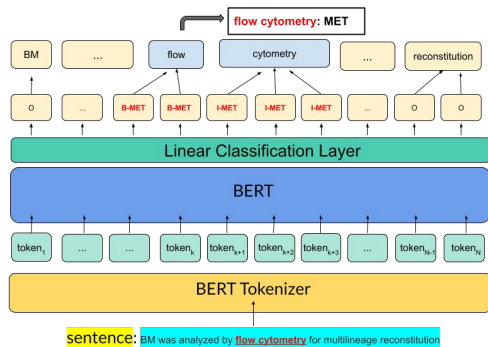 flow cytometry: MET
BM ... flow cytometry ... reconstitution
O ... B-MET B-MET I-MET I-MET I-MET ... O O
Linear Classification Layer
BERT
token1 ... ... tokenk tokenk+1 tokenk+2 tokenk+3 ... tokenN-1 tokenN
BERT Tokenizer
sentence: BM was analyzed by flow cytometry for multilineage reconstitution